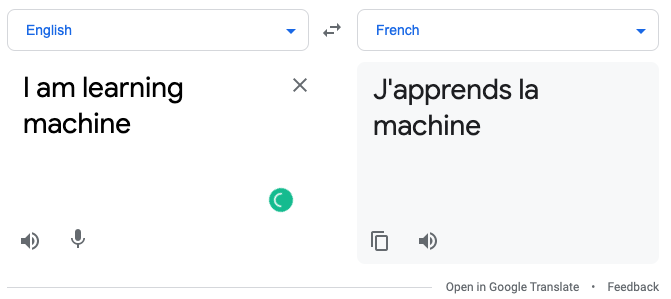 English
French
I am learning
machine
J'apprends la
machine
Open in Google Translate • Feedback